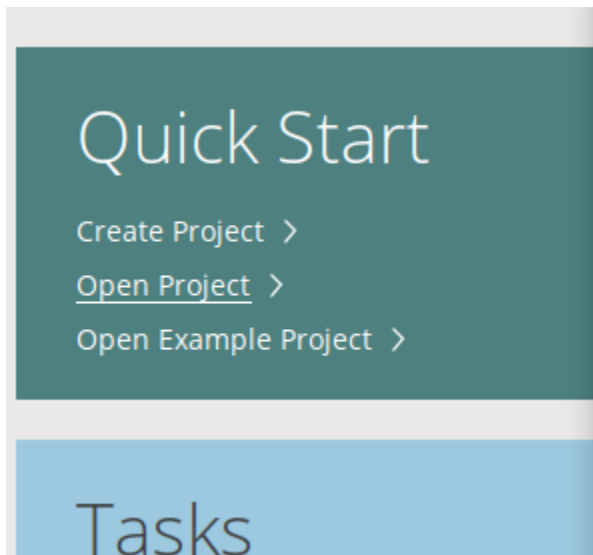 Quick Start
Create Project
Open Project
Open Example Project
Tasks